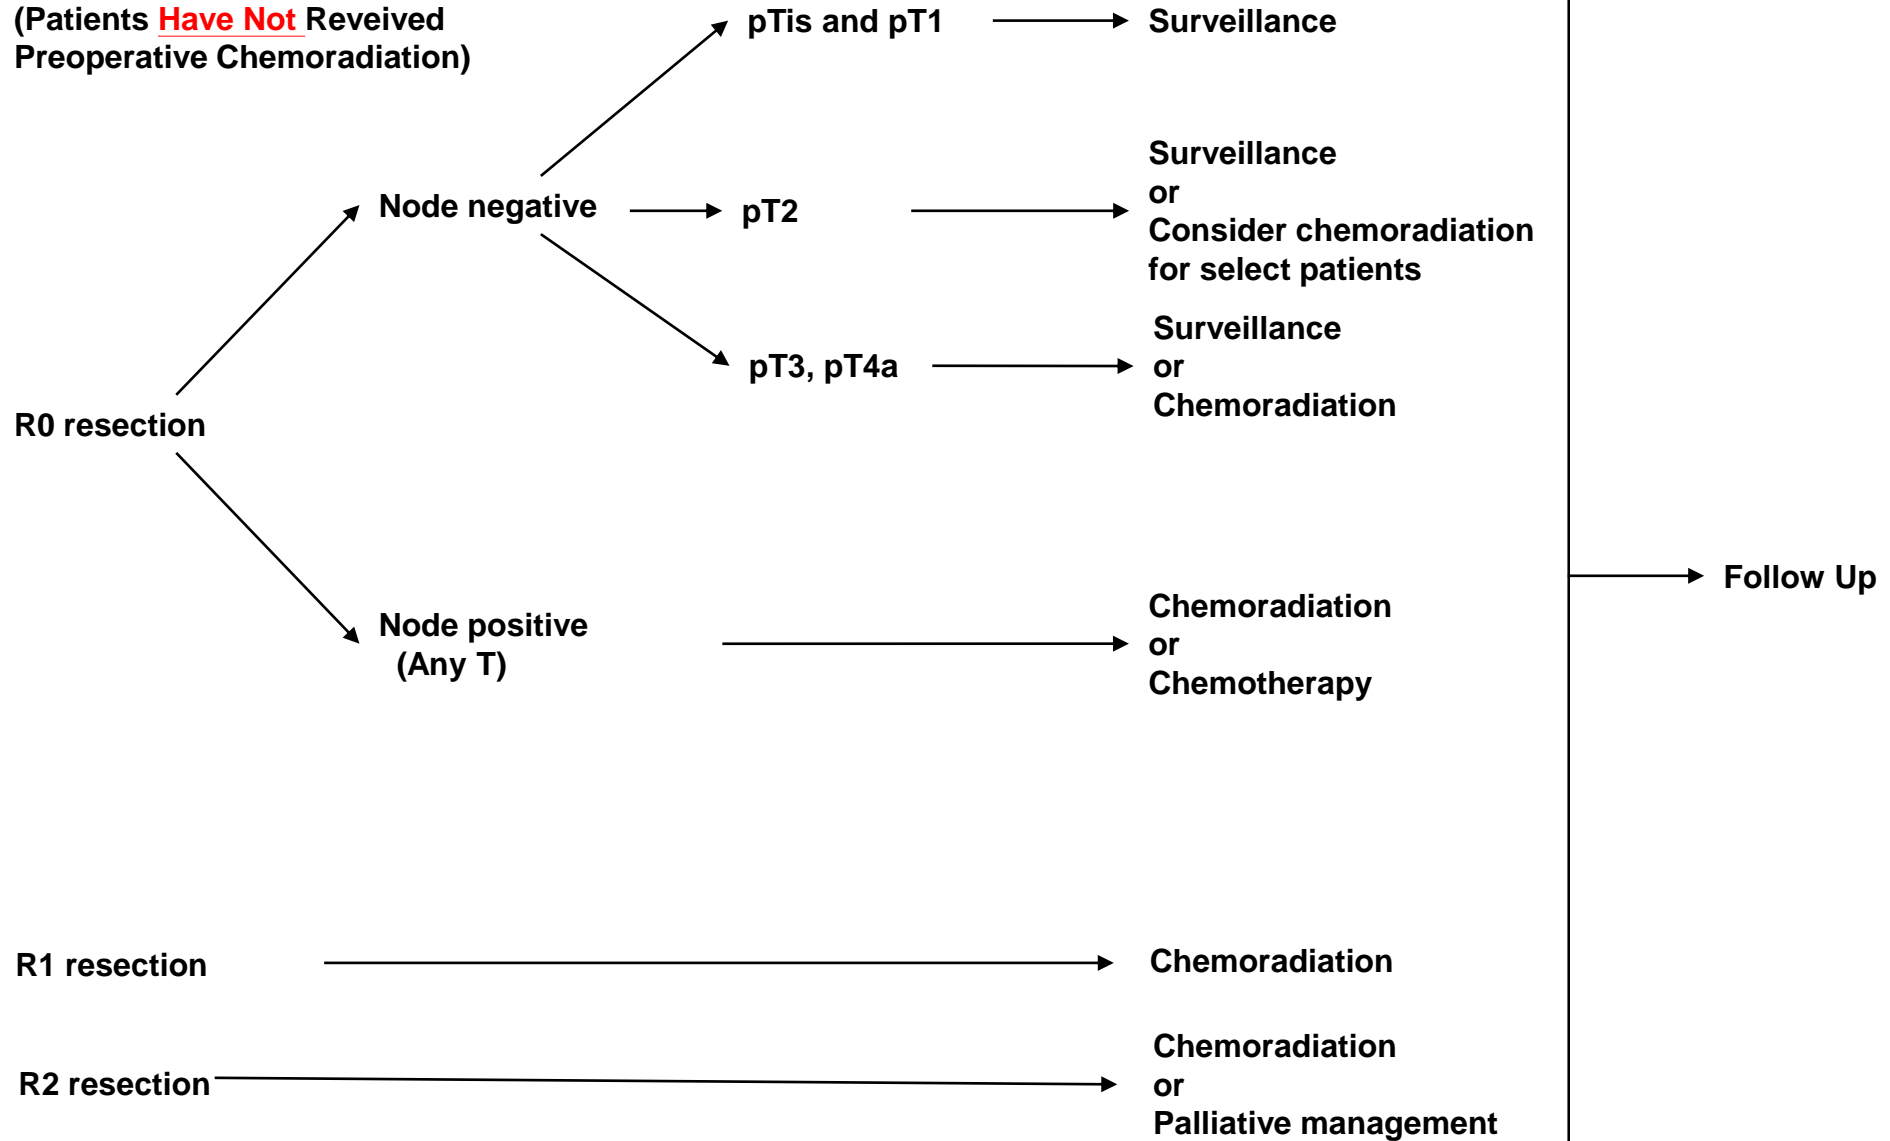 (Patients Have Not Reveived
Preoperative Chemoradiation)
pTis and pT1
Surveillance
Node negative
pT2
Surveillance
or
Consider chemoradiation
for select patients
pT3, pT4a
Surveillance
or
Chemoradiation
R0 resection
Node positive
(Any T)
Chemoradiation
or
Chemotherapy
Follow Up
R1 resection
Chemoradiation
R2 resection
Chemoradiation
or
Palliative management